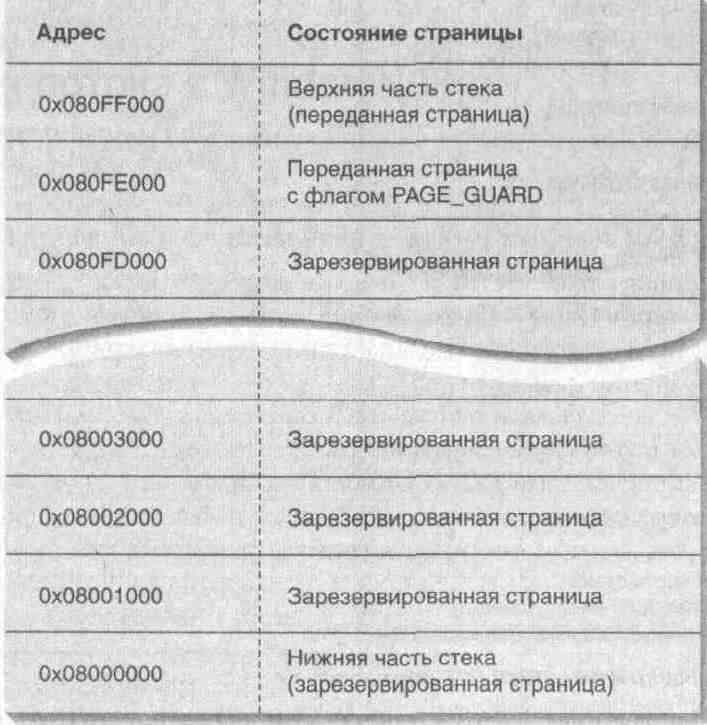 Адрес Состояние страницы
0x080FF000 Верхняя часть стека
(переданная страница)
0x080FE000 Переданная страница
с флагом PAGE_GUARD
0x080FD000 Зарезервированная страница
0x08003000 Зарезервированная страница
0x08002000 Зарезервированная страница
0x08001000 Зарезервированная страница
0x08000000 Нижняя часть стека
(зарезервированная страница)